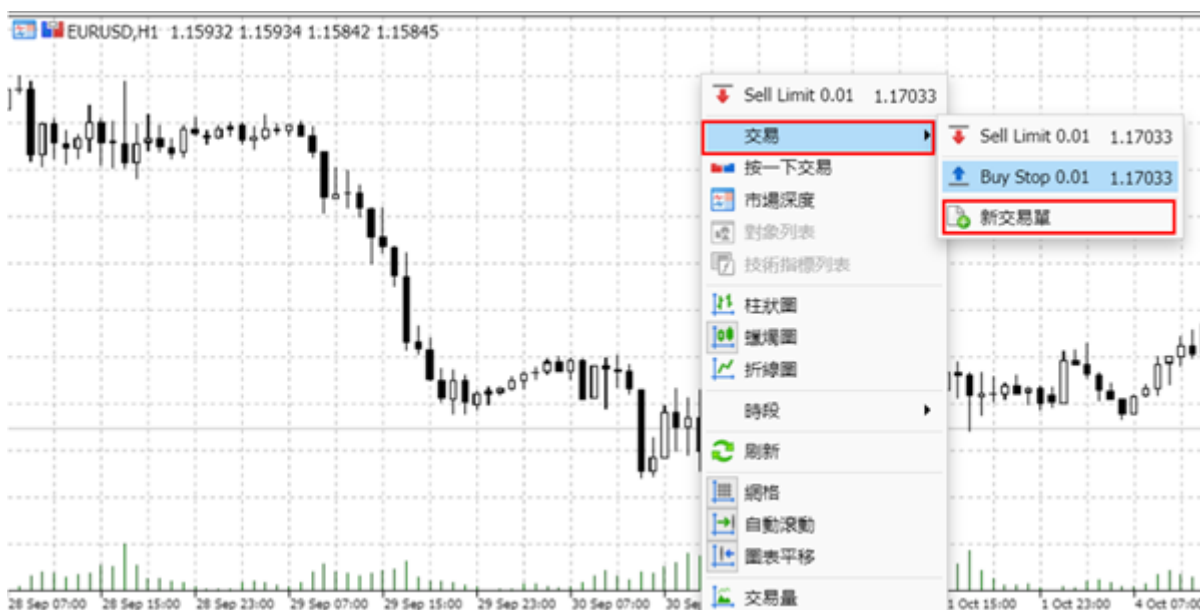 EURUSD,H1 1.15932 1.15934 1.15842 1.15845
Sell Limit 0.01 1.17033
交易
按一下交易
市場深度
對象列表
技術指標列表
柱狀圖
蠟燭圖
折線圖
時段
刷新
網格
自動滾動
圖表平移
交易量
Sell Limit 0.01 1.17033
Buy Stop 0.01 1.17033
新交易單
28 Sep 07:00 28 Sep 15:00 28 Sep 23:00 29 Sep 07:00 29 Sep 15:00 29 Sep 23:00 30 Sep 07:00 30 Se 1 Oct 15:00 1 Oct 23:00 4 Oct 07:00